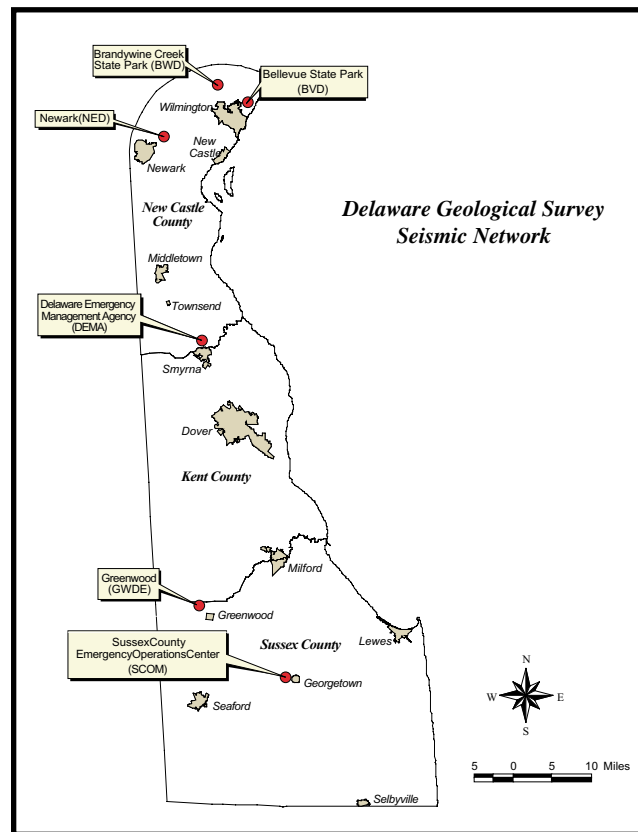 Brandywine Creek
State Park (BWD)
Bellevue State Park
(BVD)
Wilmington
Newark(NED)
New
Castle
Newark
Delaware Geological Survey
Seismic Network
New Castle
County
Middletown
Townsend
Delaware Emergency
Management Agency
(DEMA)
Smyrna
Dover
Kent County
Milford
Greenwood
(GWDE)
Greenwood
SussexCounty
EmergencyOperationsCenter
(SCOM)
Sussex County
Lewes
Georgetown
Seaford
N
W E
S
5 0 5 10 Miles
Selbyville